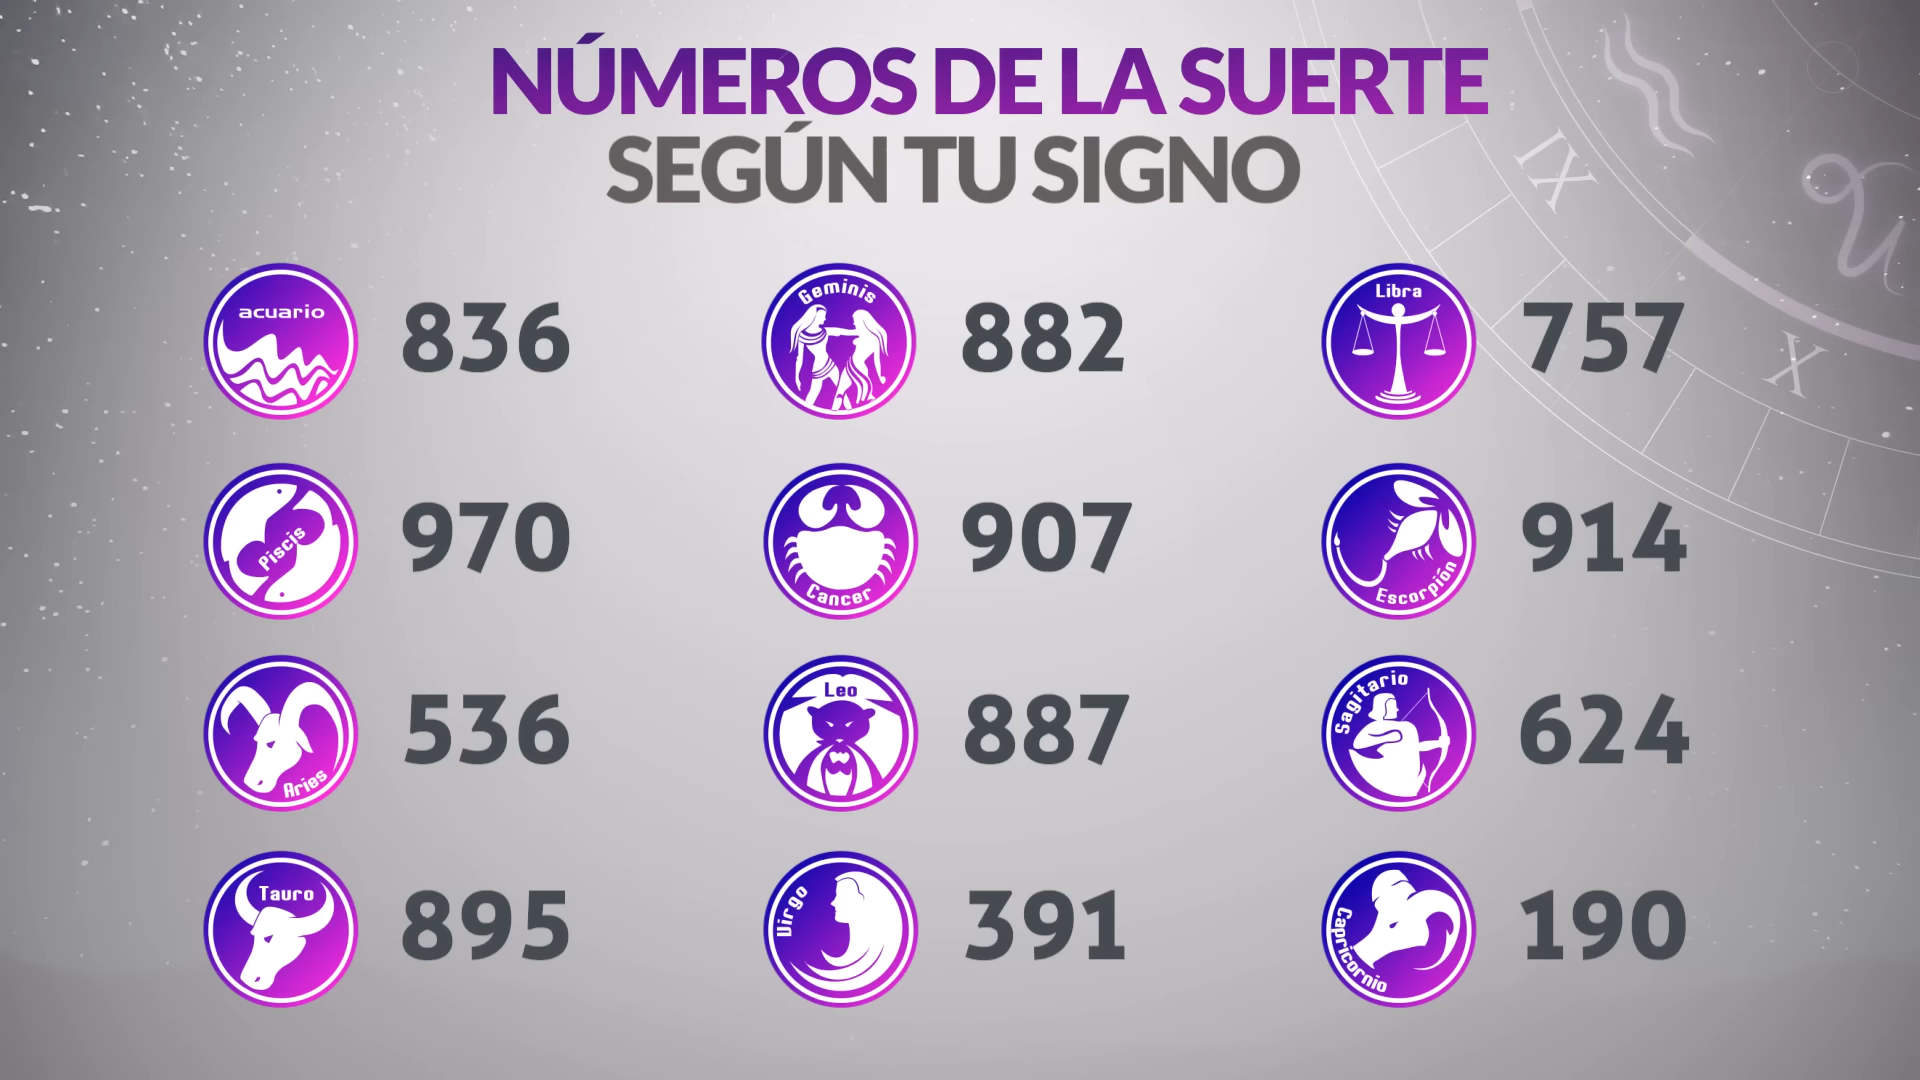 NÚMEROS DE LA SUERTE
SEGÚN TU SIGNO
IX
X
acuario 836
Geminis 882
Libra 757
Piscis 970
Cancer 907
Escorpión 914
Aries 536
Leo 887
Sagitario 624
Tauro 895
Virgo 391
Capricornio 190